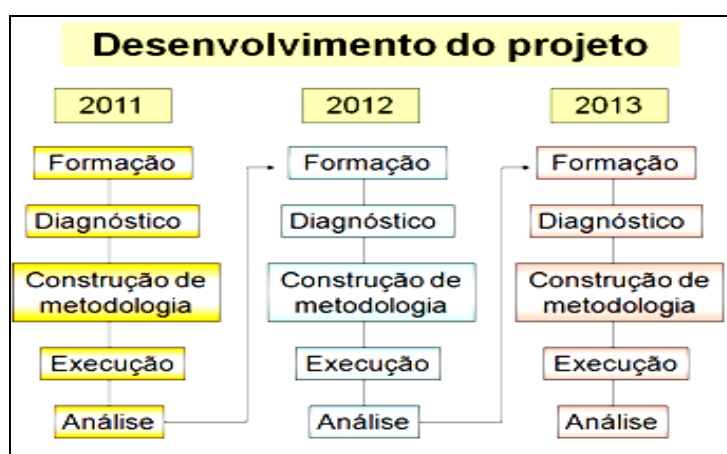 Desenvolvimento do projeto
2011
Formação
Diagnóstico
Construção de
metodologia
Execução
Análise
2012
Formação
Diagnóstico
Construção de
metodologia
Execução
Análise
2013
Formação
Diagnóstico
Construção de
metodologia
Execução
Análise